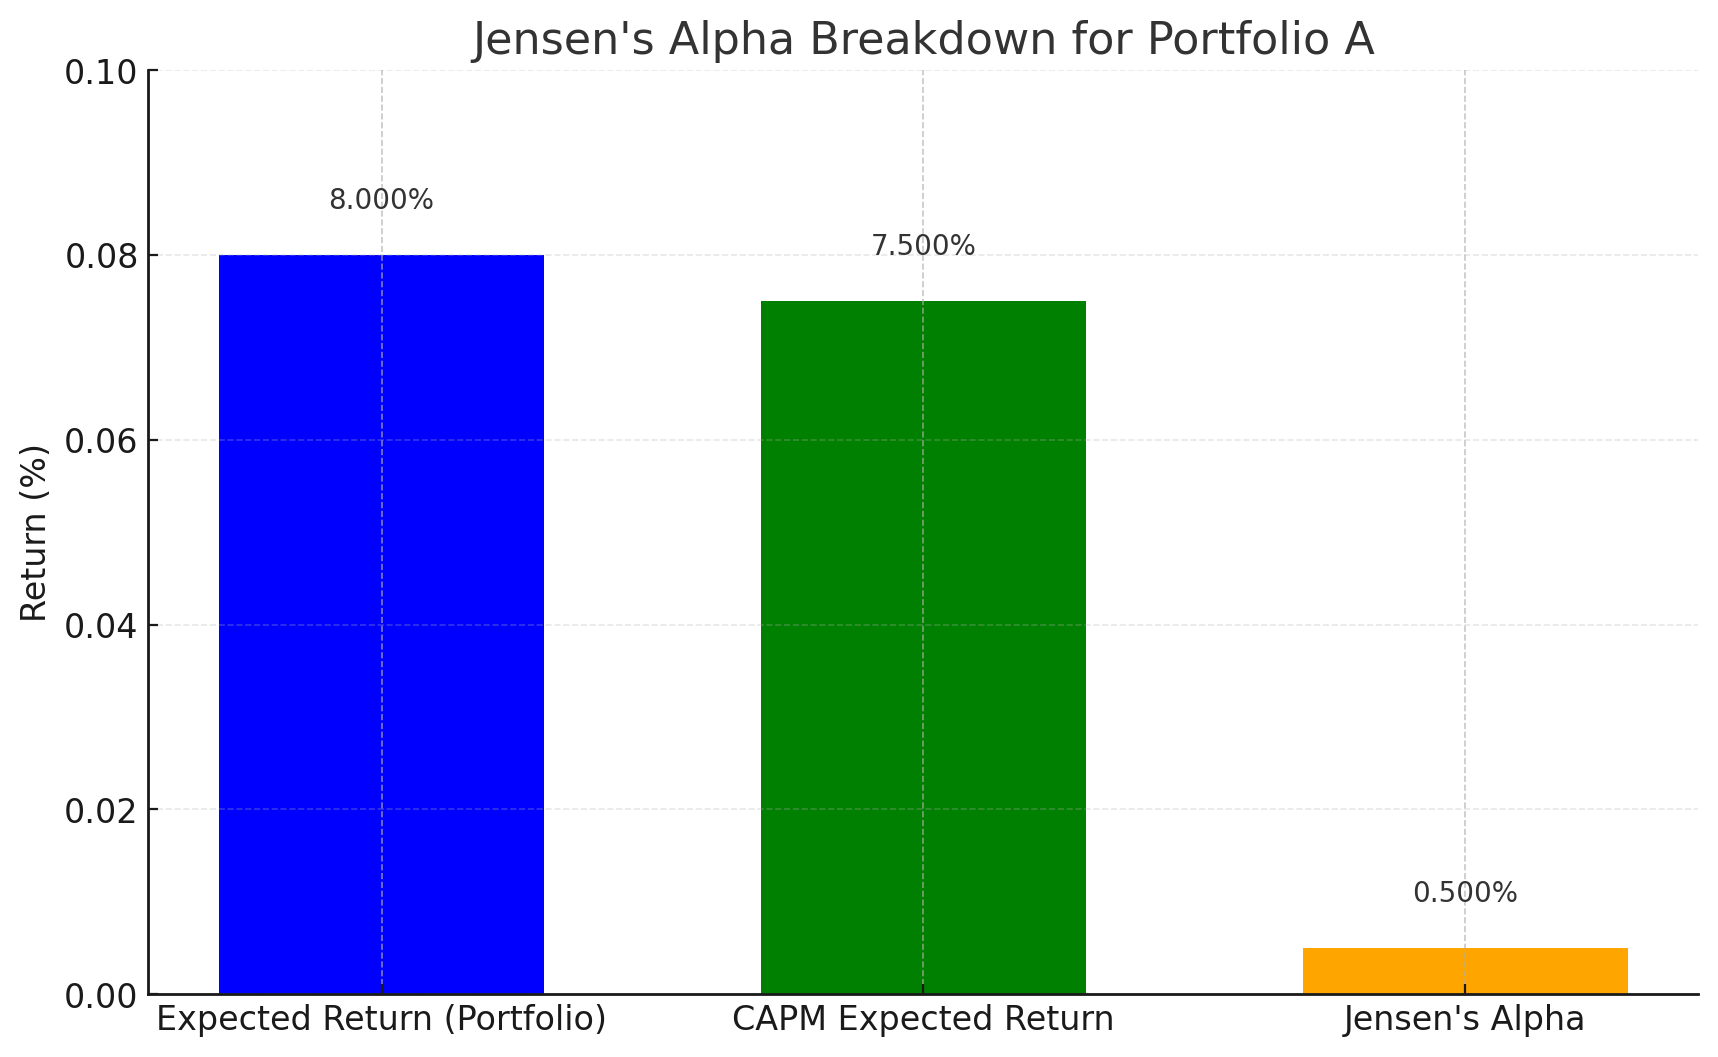 Jensen's Alpha Breakdown for Portfolio A
0.10
0.08
0.06
0.04
0.02
0.00
Return (%)
8.000%
7.500%
0.500%
Expected Return (Portfolio)
CAPM Expected Return
Jensen's Alpha